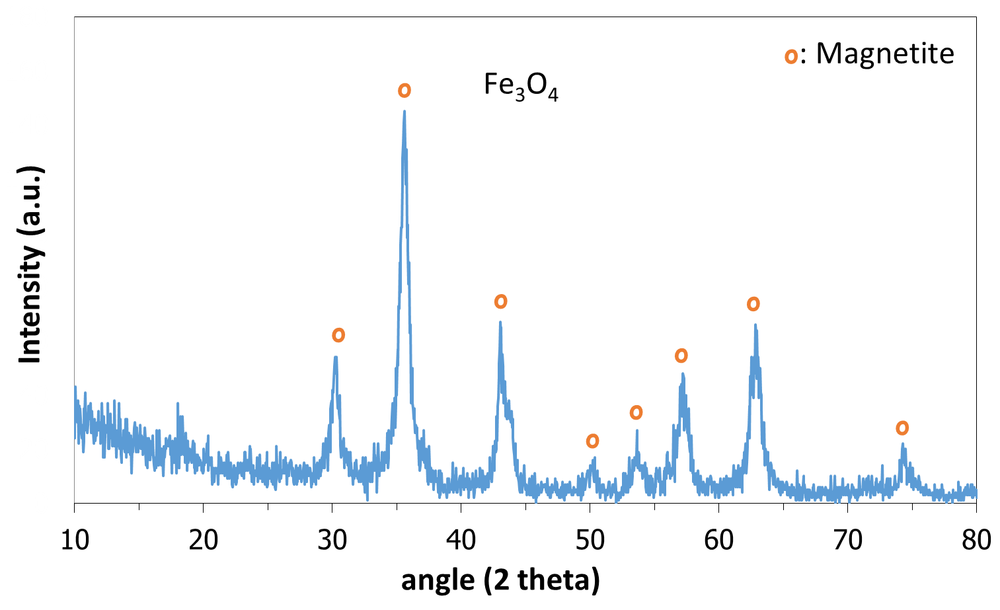 o: Magnetite
Fe₃O₄
Intensity (a.u.)
10 20 30 40 50 60 70 80
angle (2 theta)